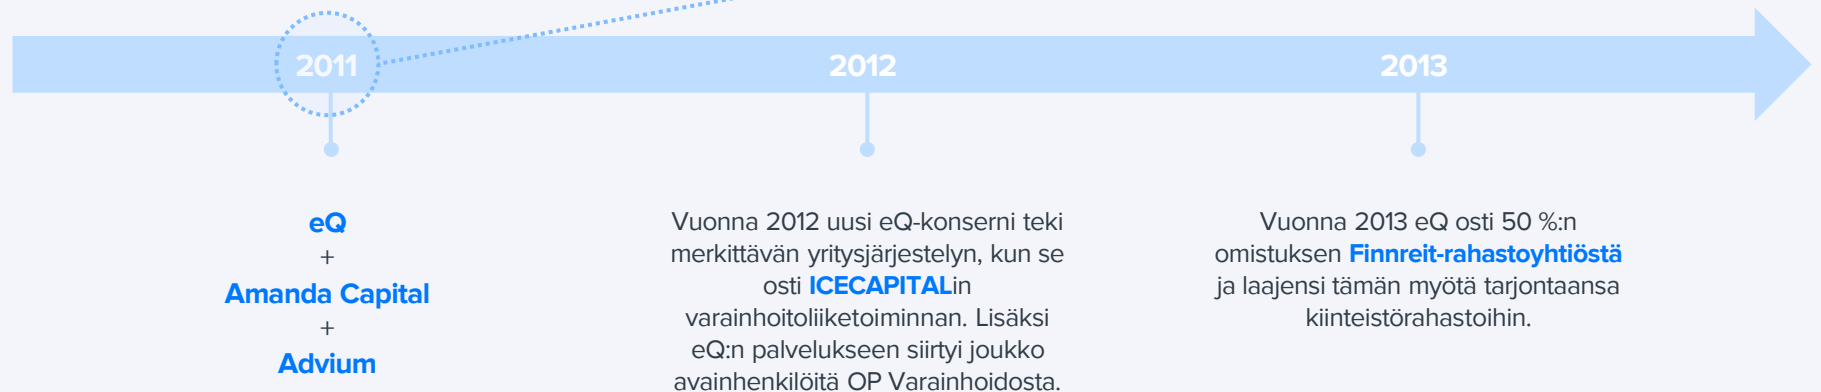 2011
2012
2013
eQ
+
Amanda Capital
+
Advium
Vuonna 2012 uusi eQ-konserni teki
merkittävän yritysjärjestelyn, kun se
osti ICECAPITALin
varainhoitoliiketoiminnan. Lisäksi
eQ:n palvelukseen siirtyi joukko
avainhenkilöitä OP Varainhoidosta.
Vuonna 2013 eQ osti 50 %:n
omistuksen Finnreit-rahastoyhtiöstä
ja laajensi tämän myötä tarjontaansa
kiinteistörahastoihin.